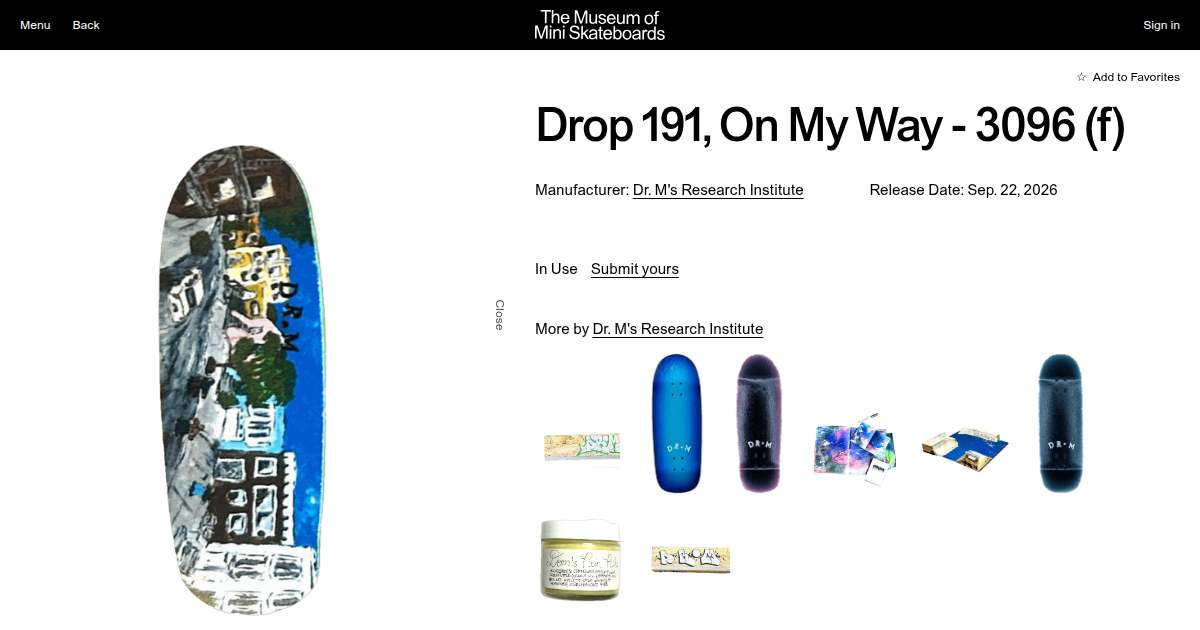 Menu
Back
The Museum of
Mini Skateboards
Sign in
☆ Add to Favorites
Drop 191, On My Way - 3096 (f)
Manufacturer: Dr. M's Research Institute
Release Date: Sep. 22, 2026
DR.M
In Use Submit yours
Close
More by Dr. M's Research Institute
DR•M
DR•M
DR•M